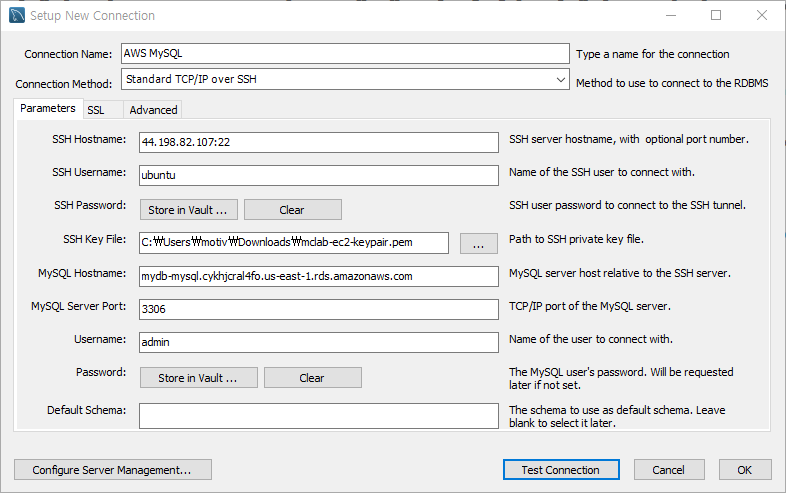 Setup New Connection
Connection Name: AWS MySQL Type a name for the connection
Connection Method: Standard TCP/IP over SSH Method to use to connect to the RDBMS
Parameters SSL Advanced
SSH Hostname: 44.198.82.107:22 SSH server hostname, with optional port number.
SSH Username: ubuntu Name of the SSH user to connect with.
SSH Password: Store in Vault ... Clear SSH user password to connect to the SSH tunnel.
SSH Key File: C:₩Users₩motiv₩Downloads₩mclab-ec2-keypair.pem ... Path to SSH private key file.
MySQL Hostname: mydb-mysql.cykhjcral4fo.us-east-1.rds.amazonaws.com MySQL server host relative to the SSH server.
MySQL Server Port: 3306 TCP/IP port of the MySQL server.
Username: admin Name of the user to connect with.
Password: Store in Vault ... Clear The MySQL user's password. Will be requested
later if not set.
Default Schema: The schema to use as default schema. Leave
blank to select it later.
Configure Server Management... Test Connection Cancel OK